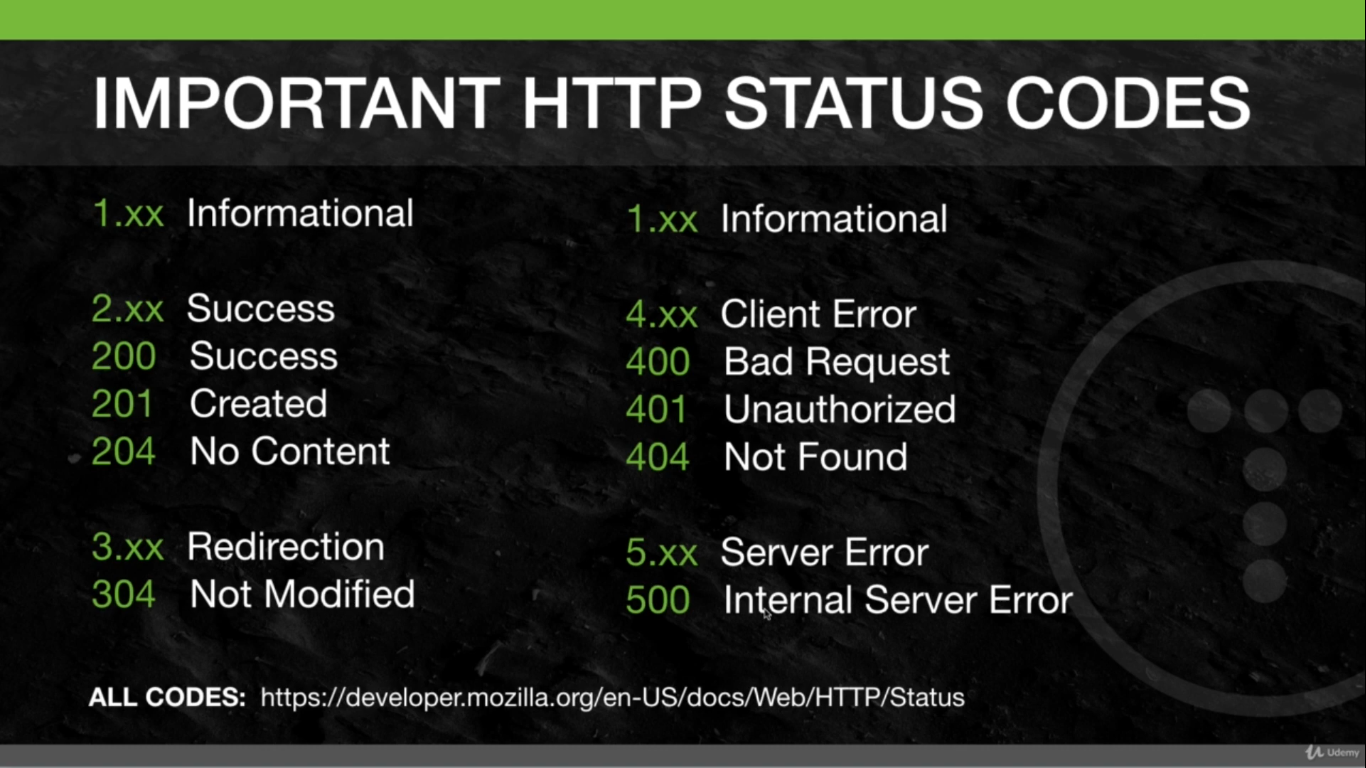 IMPORTANT HTTP STATUS CODES
1.xx Informational
2.xx Success
200 Success
201 Created
204 No Content
3.xx Redirection
304 Not Modified
1.xx Informational
4.xx Client Error
400 Bad Request
401 Unauthorized
404 Not Found
5.xx Server Error
500 Internal Server Error
ALL CODES: https://developer.mozilla.org/en-US/docs/Web/HTTP/Status
Udemy